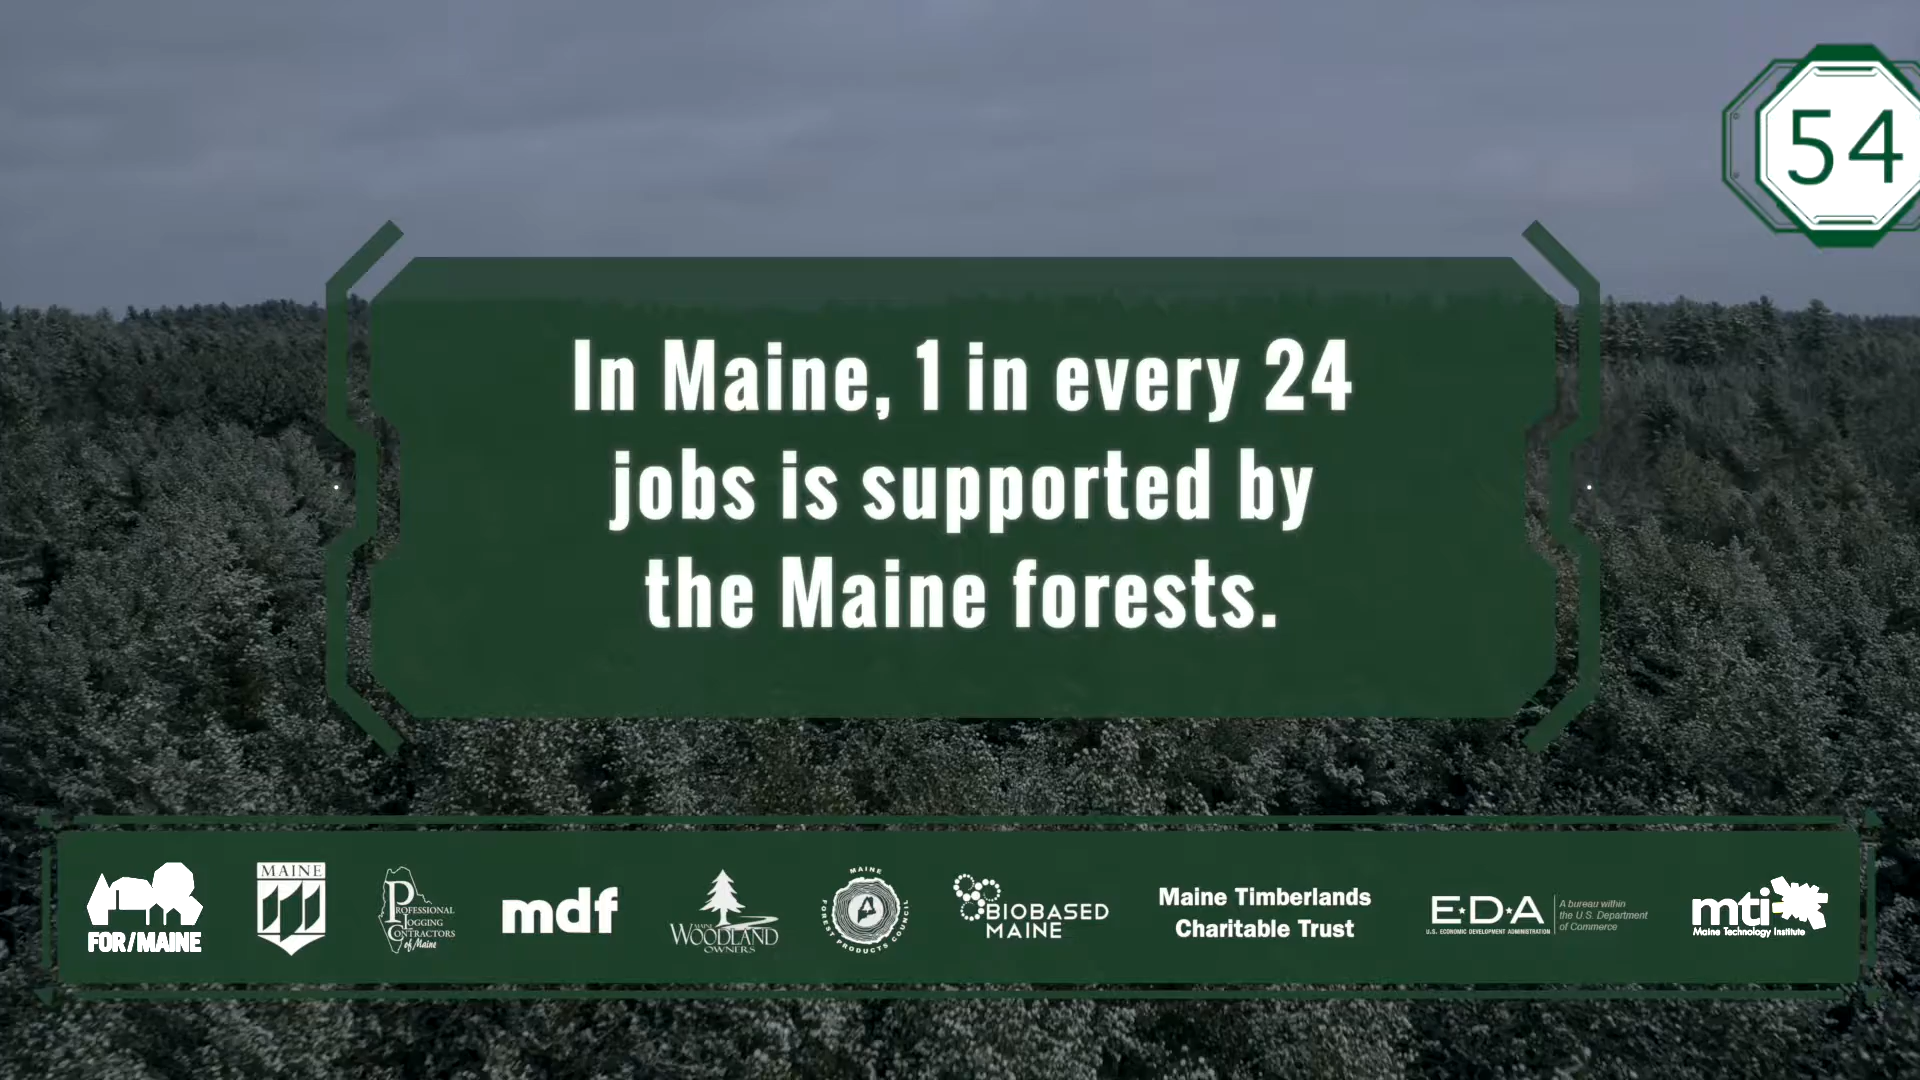 54
In Maine, 1 in every 24
jobs is supported by
the Maine forests.
FOR/MAINE
MAINE
PROFESSIONAL
LOGGING
CONTRACTORS
of Maine
mdf
MAINE
WOODLAND
OWNERS
MAINE
FOREST PRODUCTS COUNCIL
BIOBASED
MAINE
Maine Timberlands
Charitable Trust
EDA
U.S. ECONOMIC DEVELOPMENT ADMINISTRATION
A bureau within
the U.S. Department
of Commerce
mti
Maine Technology Institute